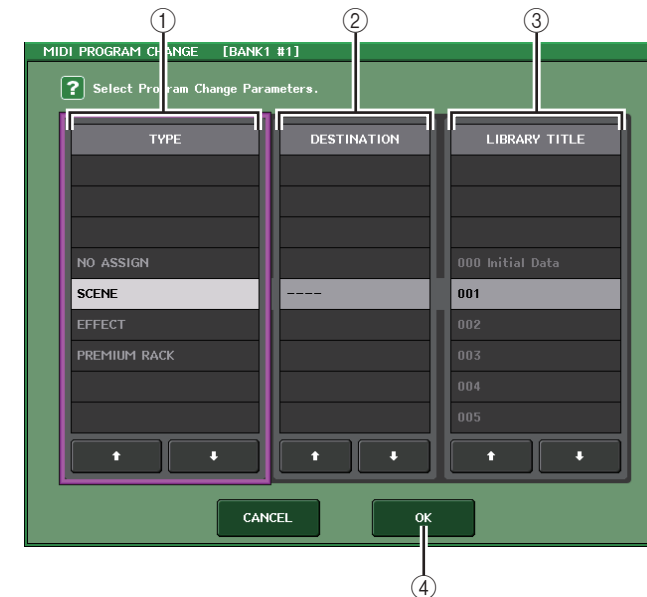 ① ② ③
MIDI PROGRAM CHANGE [BANK1 #1]
? Select Program Change Parameters.
TYPE DESTINATION LIBRARY TITLE
NO ASSIGN 000 Initial Data
SCENE ---- 001
EFFECT 002
PREMIUM RACK 003
004
005
CANCEL OK
④